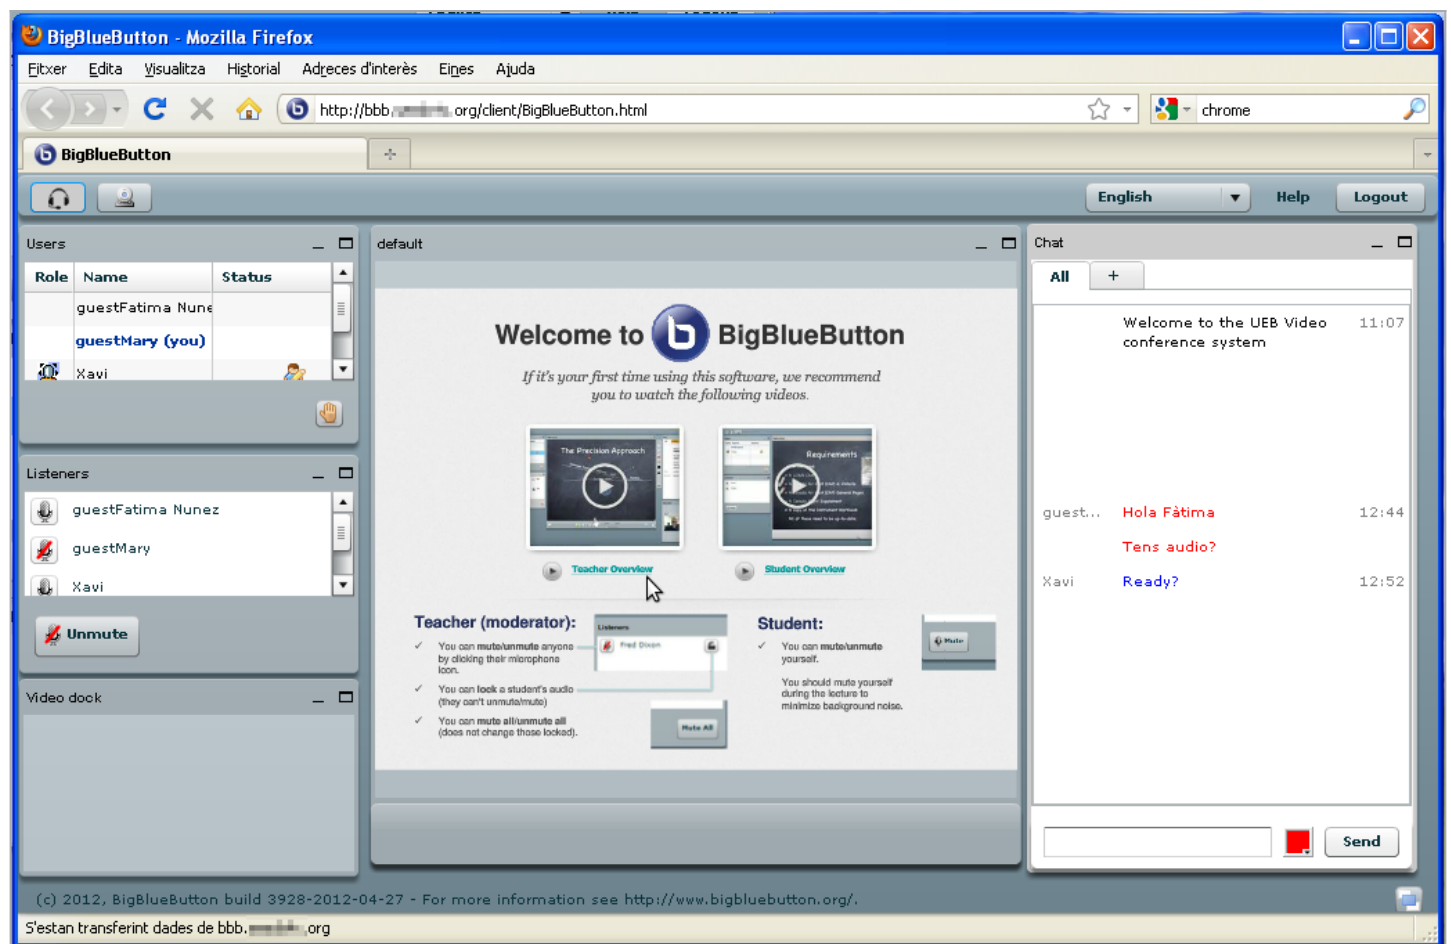 BigBlueButton - Mozilla Firefox
Fitxer Edita Visualitza Historial Adreces d'interès Eines Ajuda
http://bbb. .org/client/BigBlueButton.html
chrome
BigBlueButton
English Help Logout
Users
Role Name Status
guestFatima Nune
guestMary (you)
Xavi
Listeners
guestFatima Nunez
guestMary
Xavi
Unmute
Video dock
default
Welcome to b BigBlueButton
If it's your first time using this software, we recommend
you to watch the following videos.
The Precision Approach
Requirements
Teacher Overview
Student Overview
Teacher (moderator):
You can mute/unmute anyone
by clicking their microphone
icon.
You can lock a student's audio
(they can't unmute/mute)
You can mute all/unmute all
(does not change those locked).
Listeners
Fred Dixon
Mute All
Student:
You can mute/unmute
yourself.
You should mute yourself
during the lecture to
minimize background noise.
Mute
Chat
All +
Welcome to the UEB Video 11:07
conference system
guest... Hola Fàtima 12:44
Tens audio?
Xavi Ready? 12:52
Send
(c) 2012, BigBlueButton build 3928-2012-04-27 - For more information see http://www.bigbluebutton.org/.
S'estan transferint dades de bbb. .org